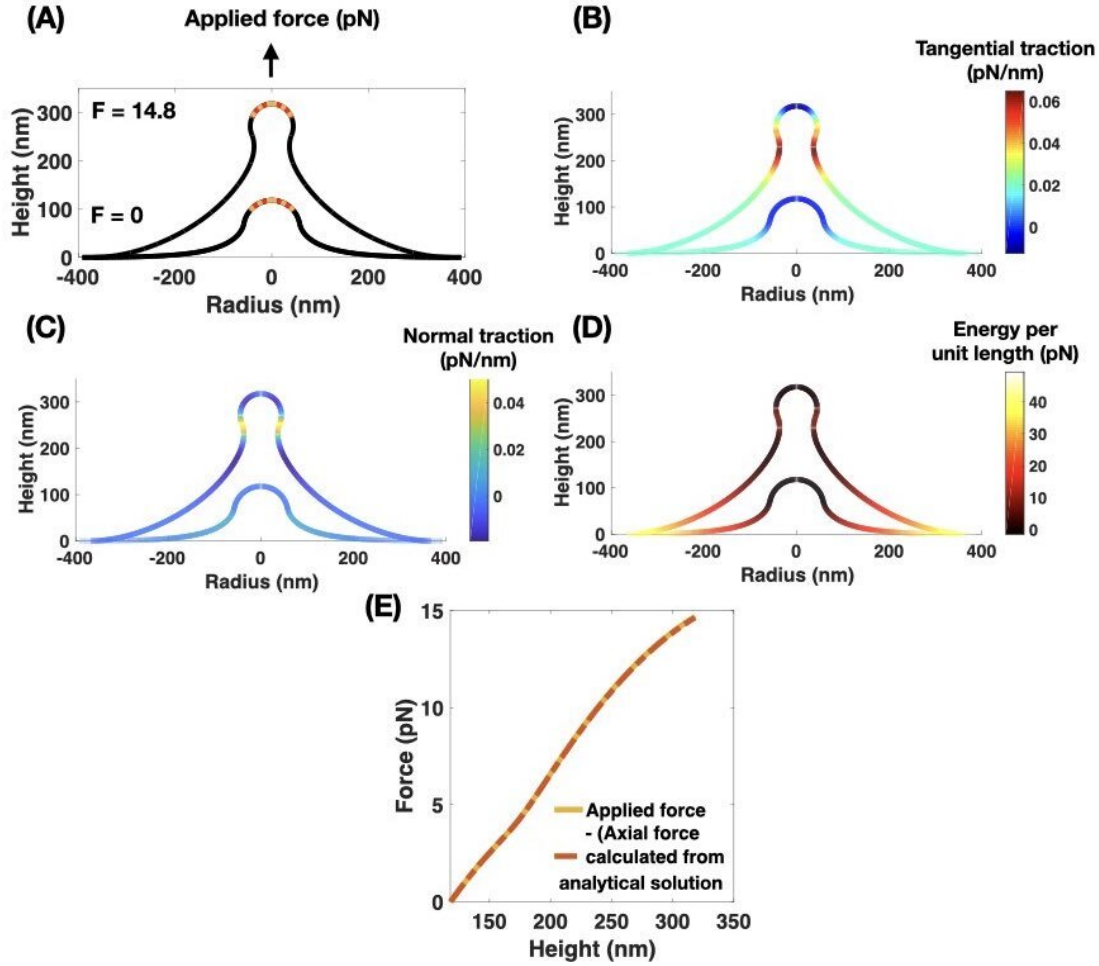 (A)
Applied force (pN)
F = 14.8
F = 0
Height (nm)
300
200
100
0
-400
-200
0
200
400
Radius (nm)
(B)
Tangential traction
(pN/nm)
0.06
0.04
0.02
0
Height (nm)
300
200
100
0
-400
-200
0
200
400
Radius (nm)
(C)
Normal traction
(pN/nm)
0.04
0.02
0
Height (nm)
300
200
100
0
-400
-200
0
200
400
Radius (nm)
(D)
Energy per
unit length (pN)
40
30
20
10
0
Height (nm)
300
200
100
0
-400
-200
0
200
400
Radius (nm)
(E)
Force (pN)
15
10
5
0
Applied force
- (Axial force
calculated from
analytical solution
150
200
250
300
350
Height (nm)